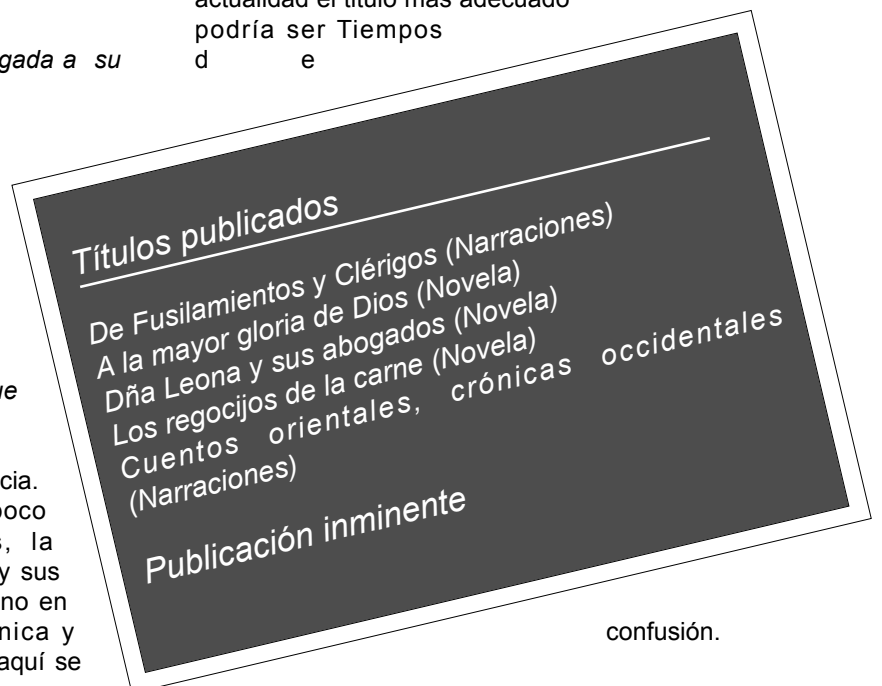 actualidad el título más adecuado
podría ser Tiempos
d e
gada a su
Títulos publicados
De Fusilamientos y Clérigos (Narraciones)
A la mayor gloria de Dios (Novela)
Dña Leona y sus abogados (Novela)
Los regocijos de la carne (Novela)
Cuentos orientales, crónicas occidentales
(Narraciones)
Publicación inminente
ue
cia.
poco
s, la
y sus
no en
nica y
aquí se
confusión.